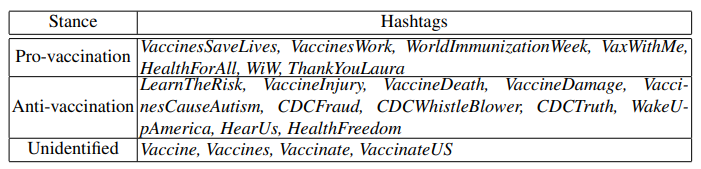 Stance Hashtags
Pro-vaccination VaccinesSaveLives, VaccinesWork, WorldImmunizationWeek, VaxWithMe,
HealthForAll, WiW, ThankYouLaura
Anti-vaccination LearnTheRisk, VaccineInjury, VaccineDeath, VaccineDamage, Vacci-
nesCauseAutism, CDCFraud, CDCWhistleBlower, CDCTruth, WakeU-
pAmerica, HearUs, HealthFreedom
Unidentified Vaccine, Vaccines, Vaccinate, VaccinateUS